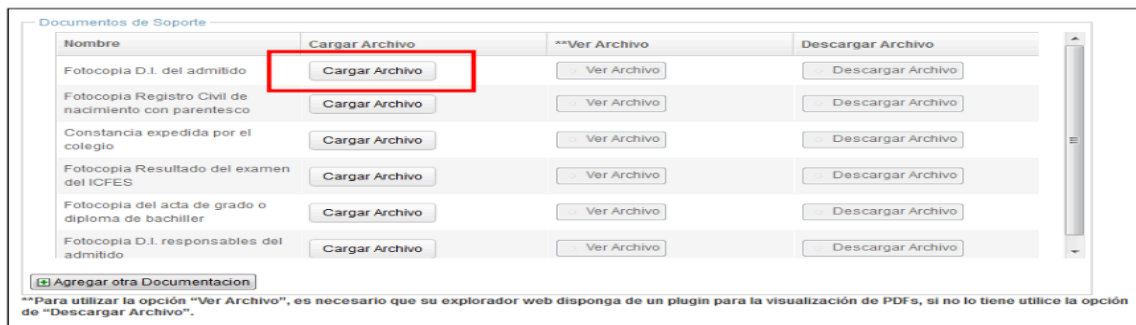 Documentos de Soporte
Nombre Cargar Archivo **Ver Archivo Descargar Archivo
Fotocopia D.I. del admitido Cargar Archivo Ver Archivo Descargar Archivo
Fotocopia Registro Civil de
nacimiento con parentesco Cargar Archivo Ver Archivo Descargar Archivo
Constancia expedida por el
colegio Cargar Archivo Ver Archivo Descargar Archivo
Fotocopia Resultado del examen
del ICFES Cargar Archivo Ver Archivo Descargar Archivo
Fotocopia del acta de grado o
diploma de bachiller Cargar Archivo Ver Archivo Descargar Archivo
Fotocopia D.I. responsables del
admitido Cargar Archivo Ver Archivo Descargar Archivo
Agregar otra Documentacion
**Para utilizar la opción “Ver Archivo”, es necesario que su explorador web disponga de un plugin para la visualización de PDFs, si no lo tiene utilice la opción
de “Descargar Archivo”.